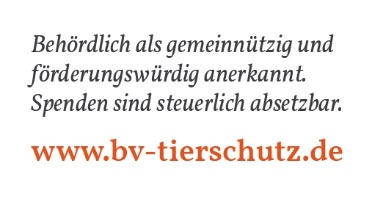 Behördlich als gemeinnützig und
förderungswürdig anerkannt.
Spenden sind steuerlich absetzbar.
www.bv-tierschutz.de